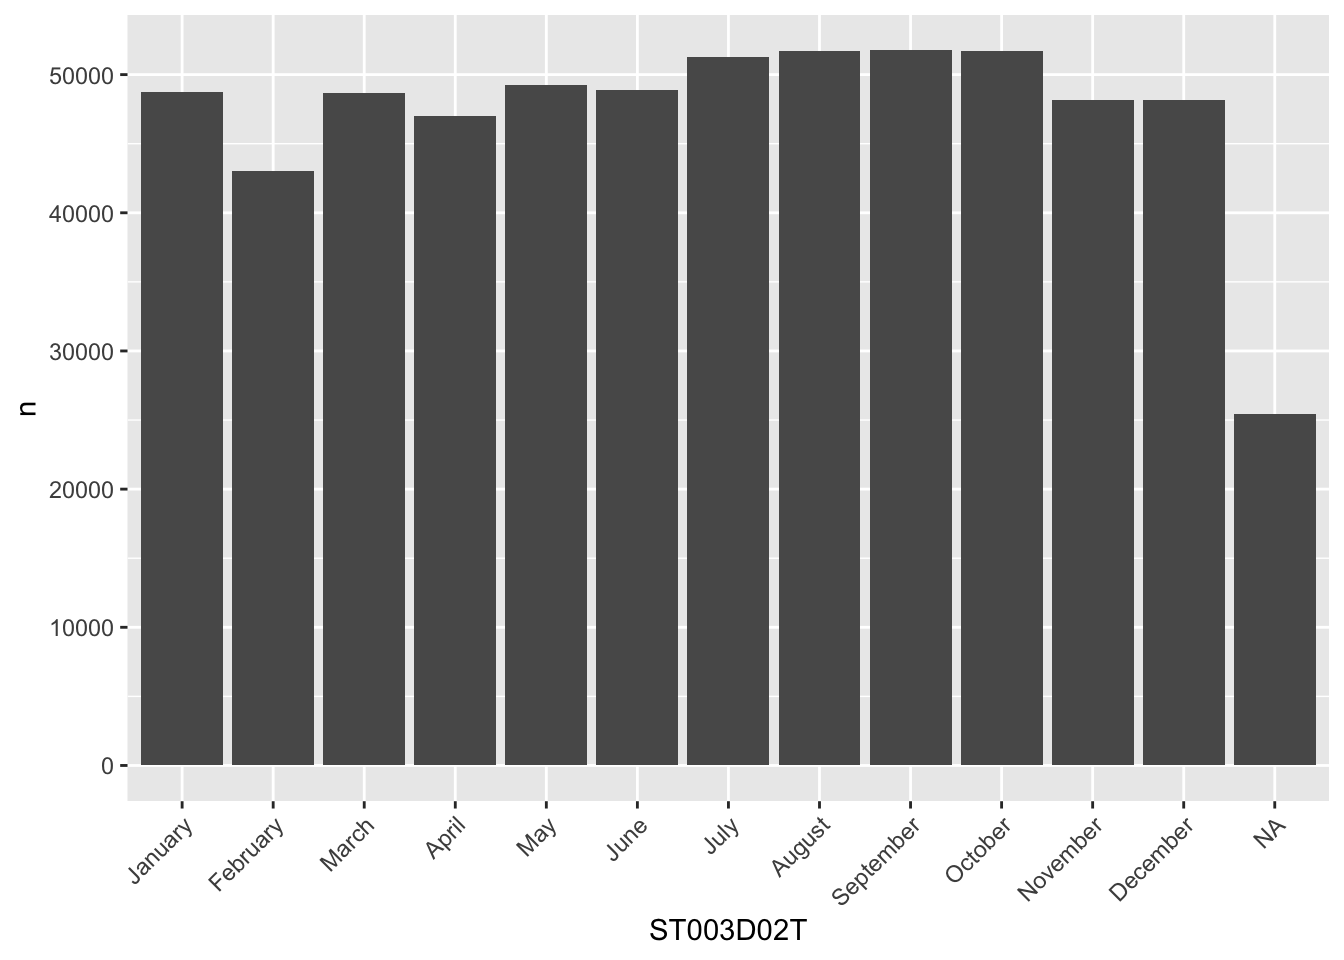 50000
40000
30000
20000
10000
0
n
January
February
March
April
May
June
July
August
September
October
November
December
NA
ST003D02T